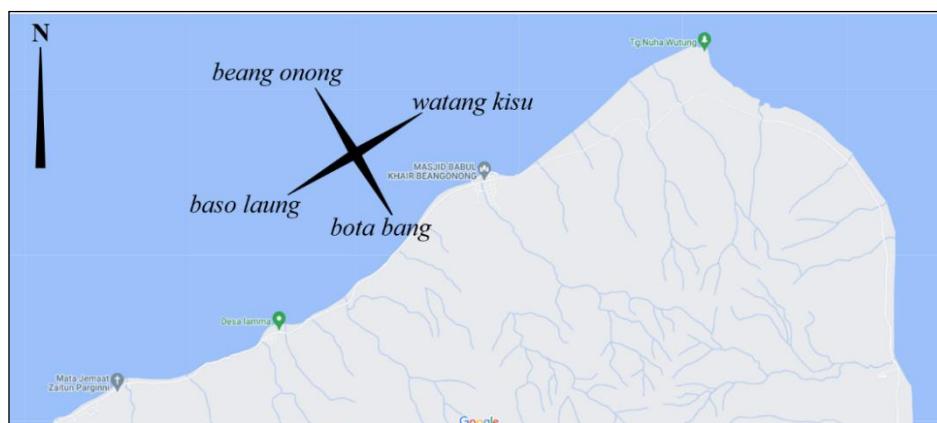 N
beang onong
watang kisu
baso laung
bota bang
Tg.Nuha Wutung
MASJID BABUL
KHAIR BEANGONONG
Desa lamma
Mata Jemaat
Zaitun Parginni
Google